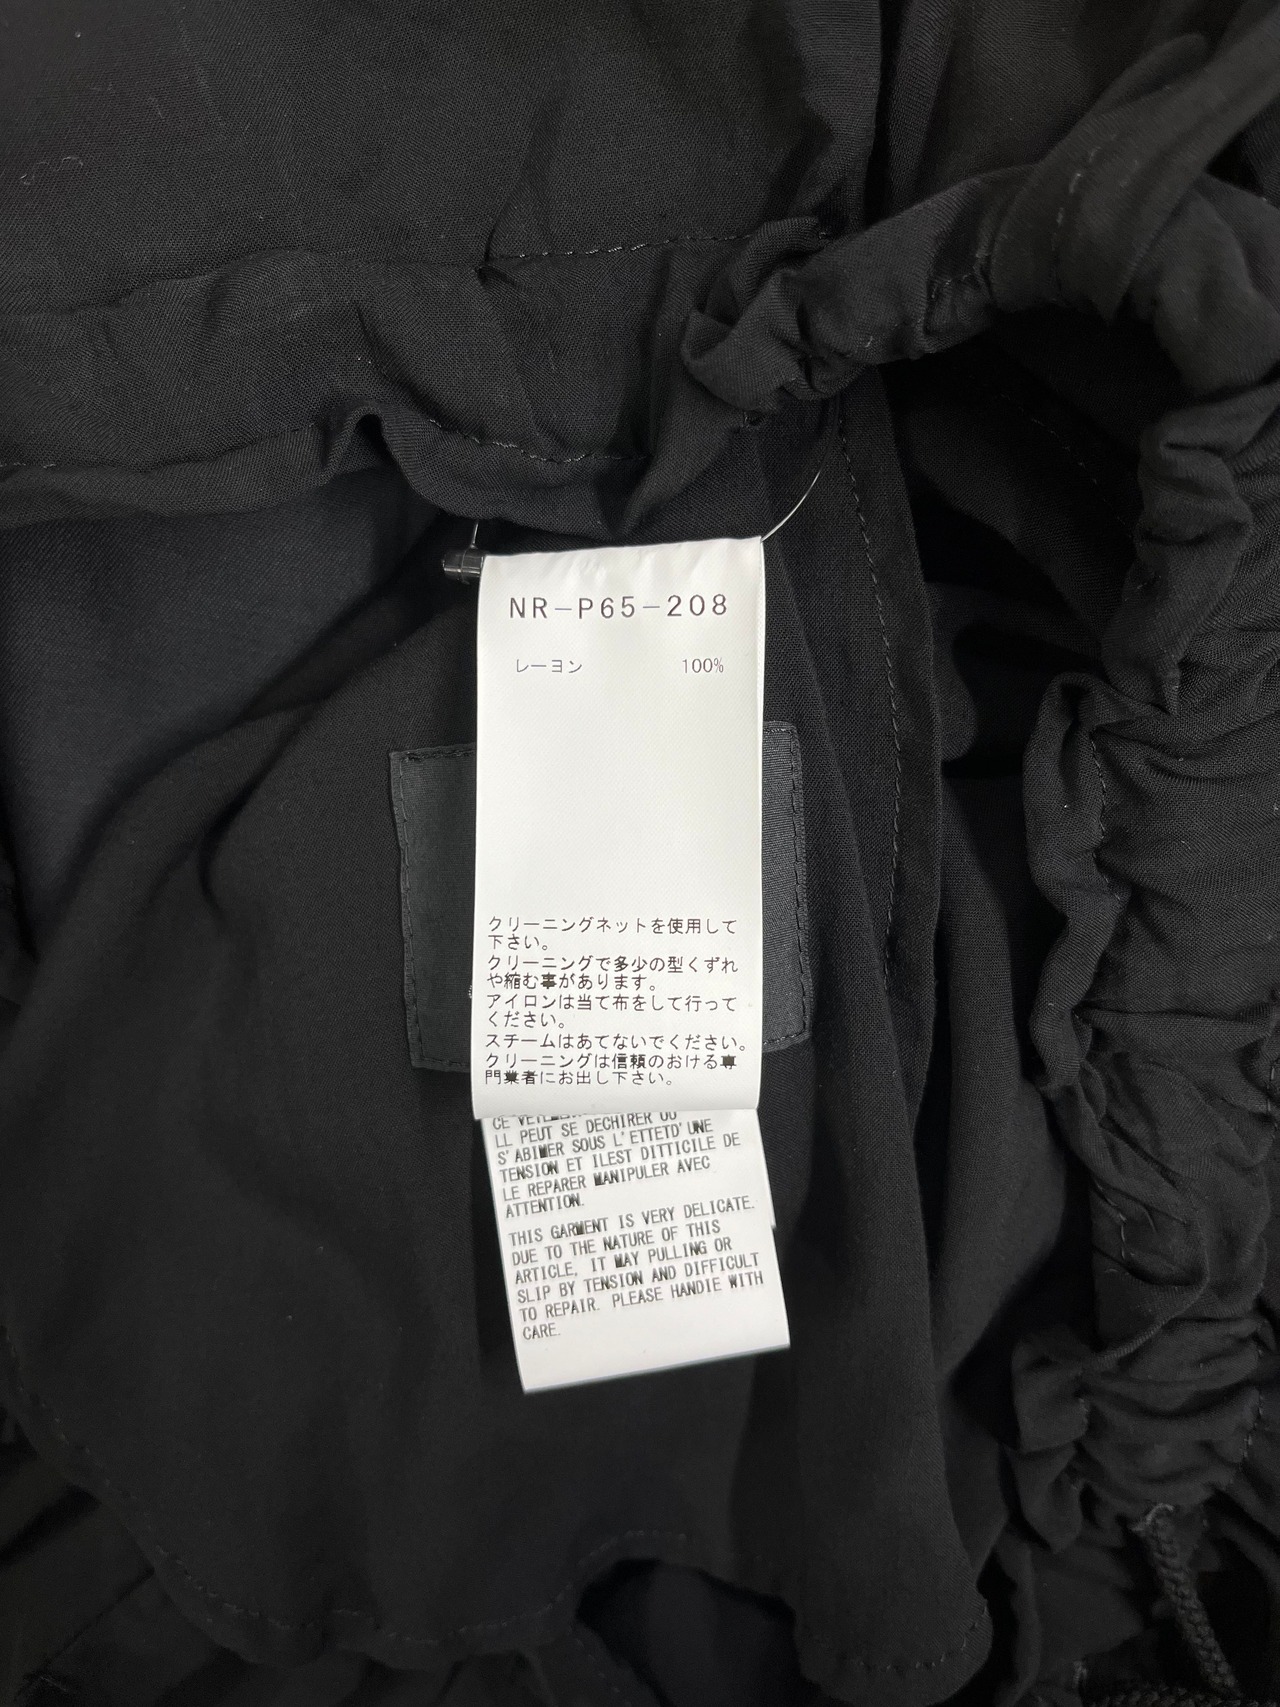 NR-P65-208
レーヨン 100%
クリーニングネットを使用して
下さい。
クリーニングで多少の型くずれ
や縮む事があります。
アイロンは当て布をして行って
ください。
スチームはあてないでください。
クリーニングは信頼のおける専
門業者にお出し下さい。
CE VETEMENT
LL PEUT SE DECHIRER OU
S'ABIMER SOUS L'ETTETD'UNE
TENSION ET ILEST DITTICILE DE
LE REPARER MANIPULER AVEC
ATTENTION.
THIS GARMENT IS VERY DELICATE.
DUE TO THE NATURE OF THIS
ARTICLE, IT MAY PULLING OR
SLIP BY TENSION AND DIFFICULT
TO REPAIR. PLEASE HANDIE WITH
CARE.